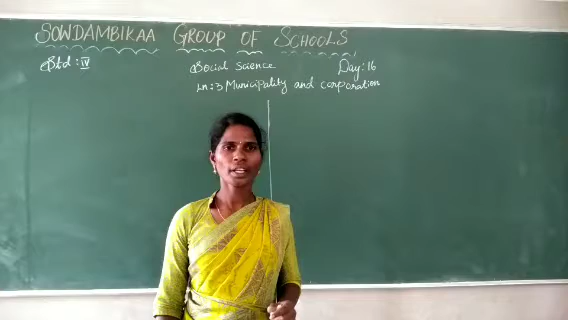 SOWDAMBIKAA GROUP OF SCHOOLS
Std : IV Social Science Day : 16
Ln : 3 Municipality and corporation